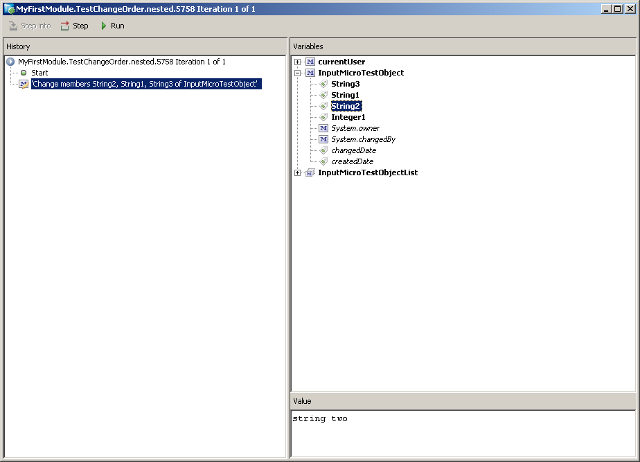 MyFirstModule.TestChangeOrder.nested.5758 Iteration 1 of 1
Step into Step Run
History
MyFirstModule.TestChangeOrder.nested.5758 Iteration 1 of 1
Start
'Change members String2, String1, String3 of InputMicroTestObject'
Variables
currentUser
InputMicroTestObject
String3
String1
String2
Integer1
System.owner
System.changedBy
changedDate
createdDate
InputMicroTestObjectList
Value
string two